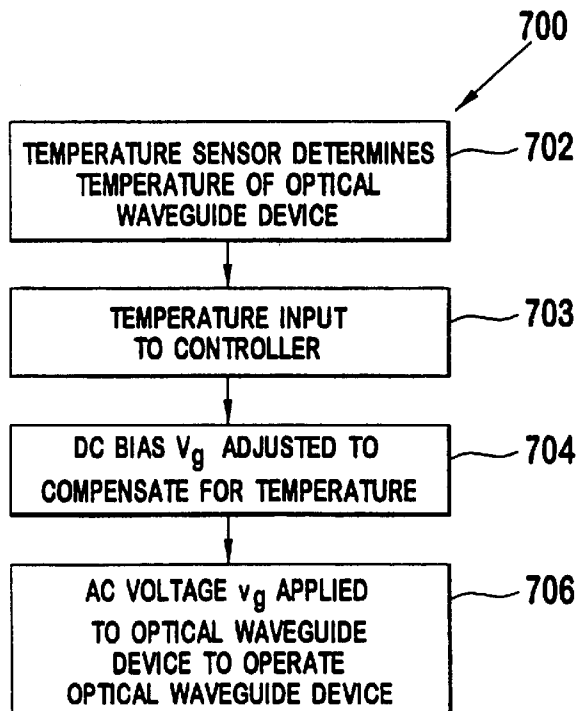 700
TEMPERATURE SENSOR DETERMINES
TEMPERATURE OF OPTICAL
WAVEGUIDE DEVICE
702
TEMPERATURE INPUT
TO CONTROLLER
703
DC BIAS Vg ADJUSTED TO
COMPENSATE FOR TEMPERATURE
704
AC VOLTAGE vg APPLIED
TO OPTICAL WAVEGUIDE
DEVICE TO OPERATE
OPTICAL WAVEGUIDE DEVICE
706